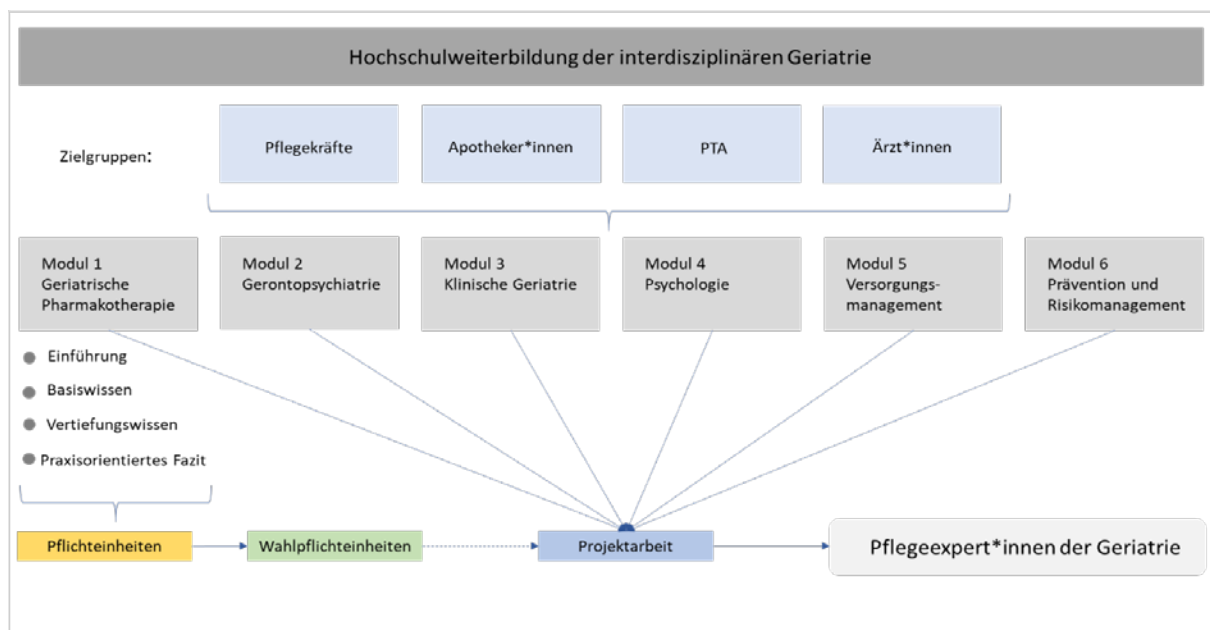 Hochschulweiterbildung der interdisziplinären Geriatrie
Zielgruppen:
Pflegekräfte
Apotheker*innen
PTA
Ärzt*innen
Modul 1
Geriatrische
Pharmakotherapie
Modul 2
Gerontopsychiatrie
Modul 3
Klinische Geriatrie
Modul 4
Psychologie
Modul 5
Versorgungs-
management
Modul 6
Prävention und
Risikomanagement
Einführung
Basiswissen
Vertiefungswissen
Praxisorientiertes Fazit
Pflichteinheiten
Wahlpflichteinheiten
Projektarbeit
Pflegeexpert*innen der Geriatrie